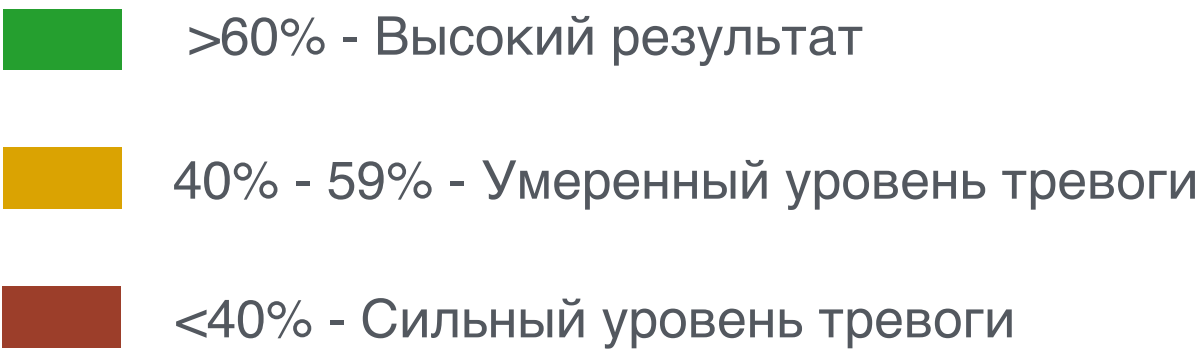 >60% - Высокий результат
40% - 59% - Умеренный уровень тревоги
<40% - Сильный уровень тревоги